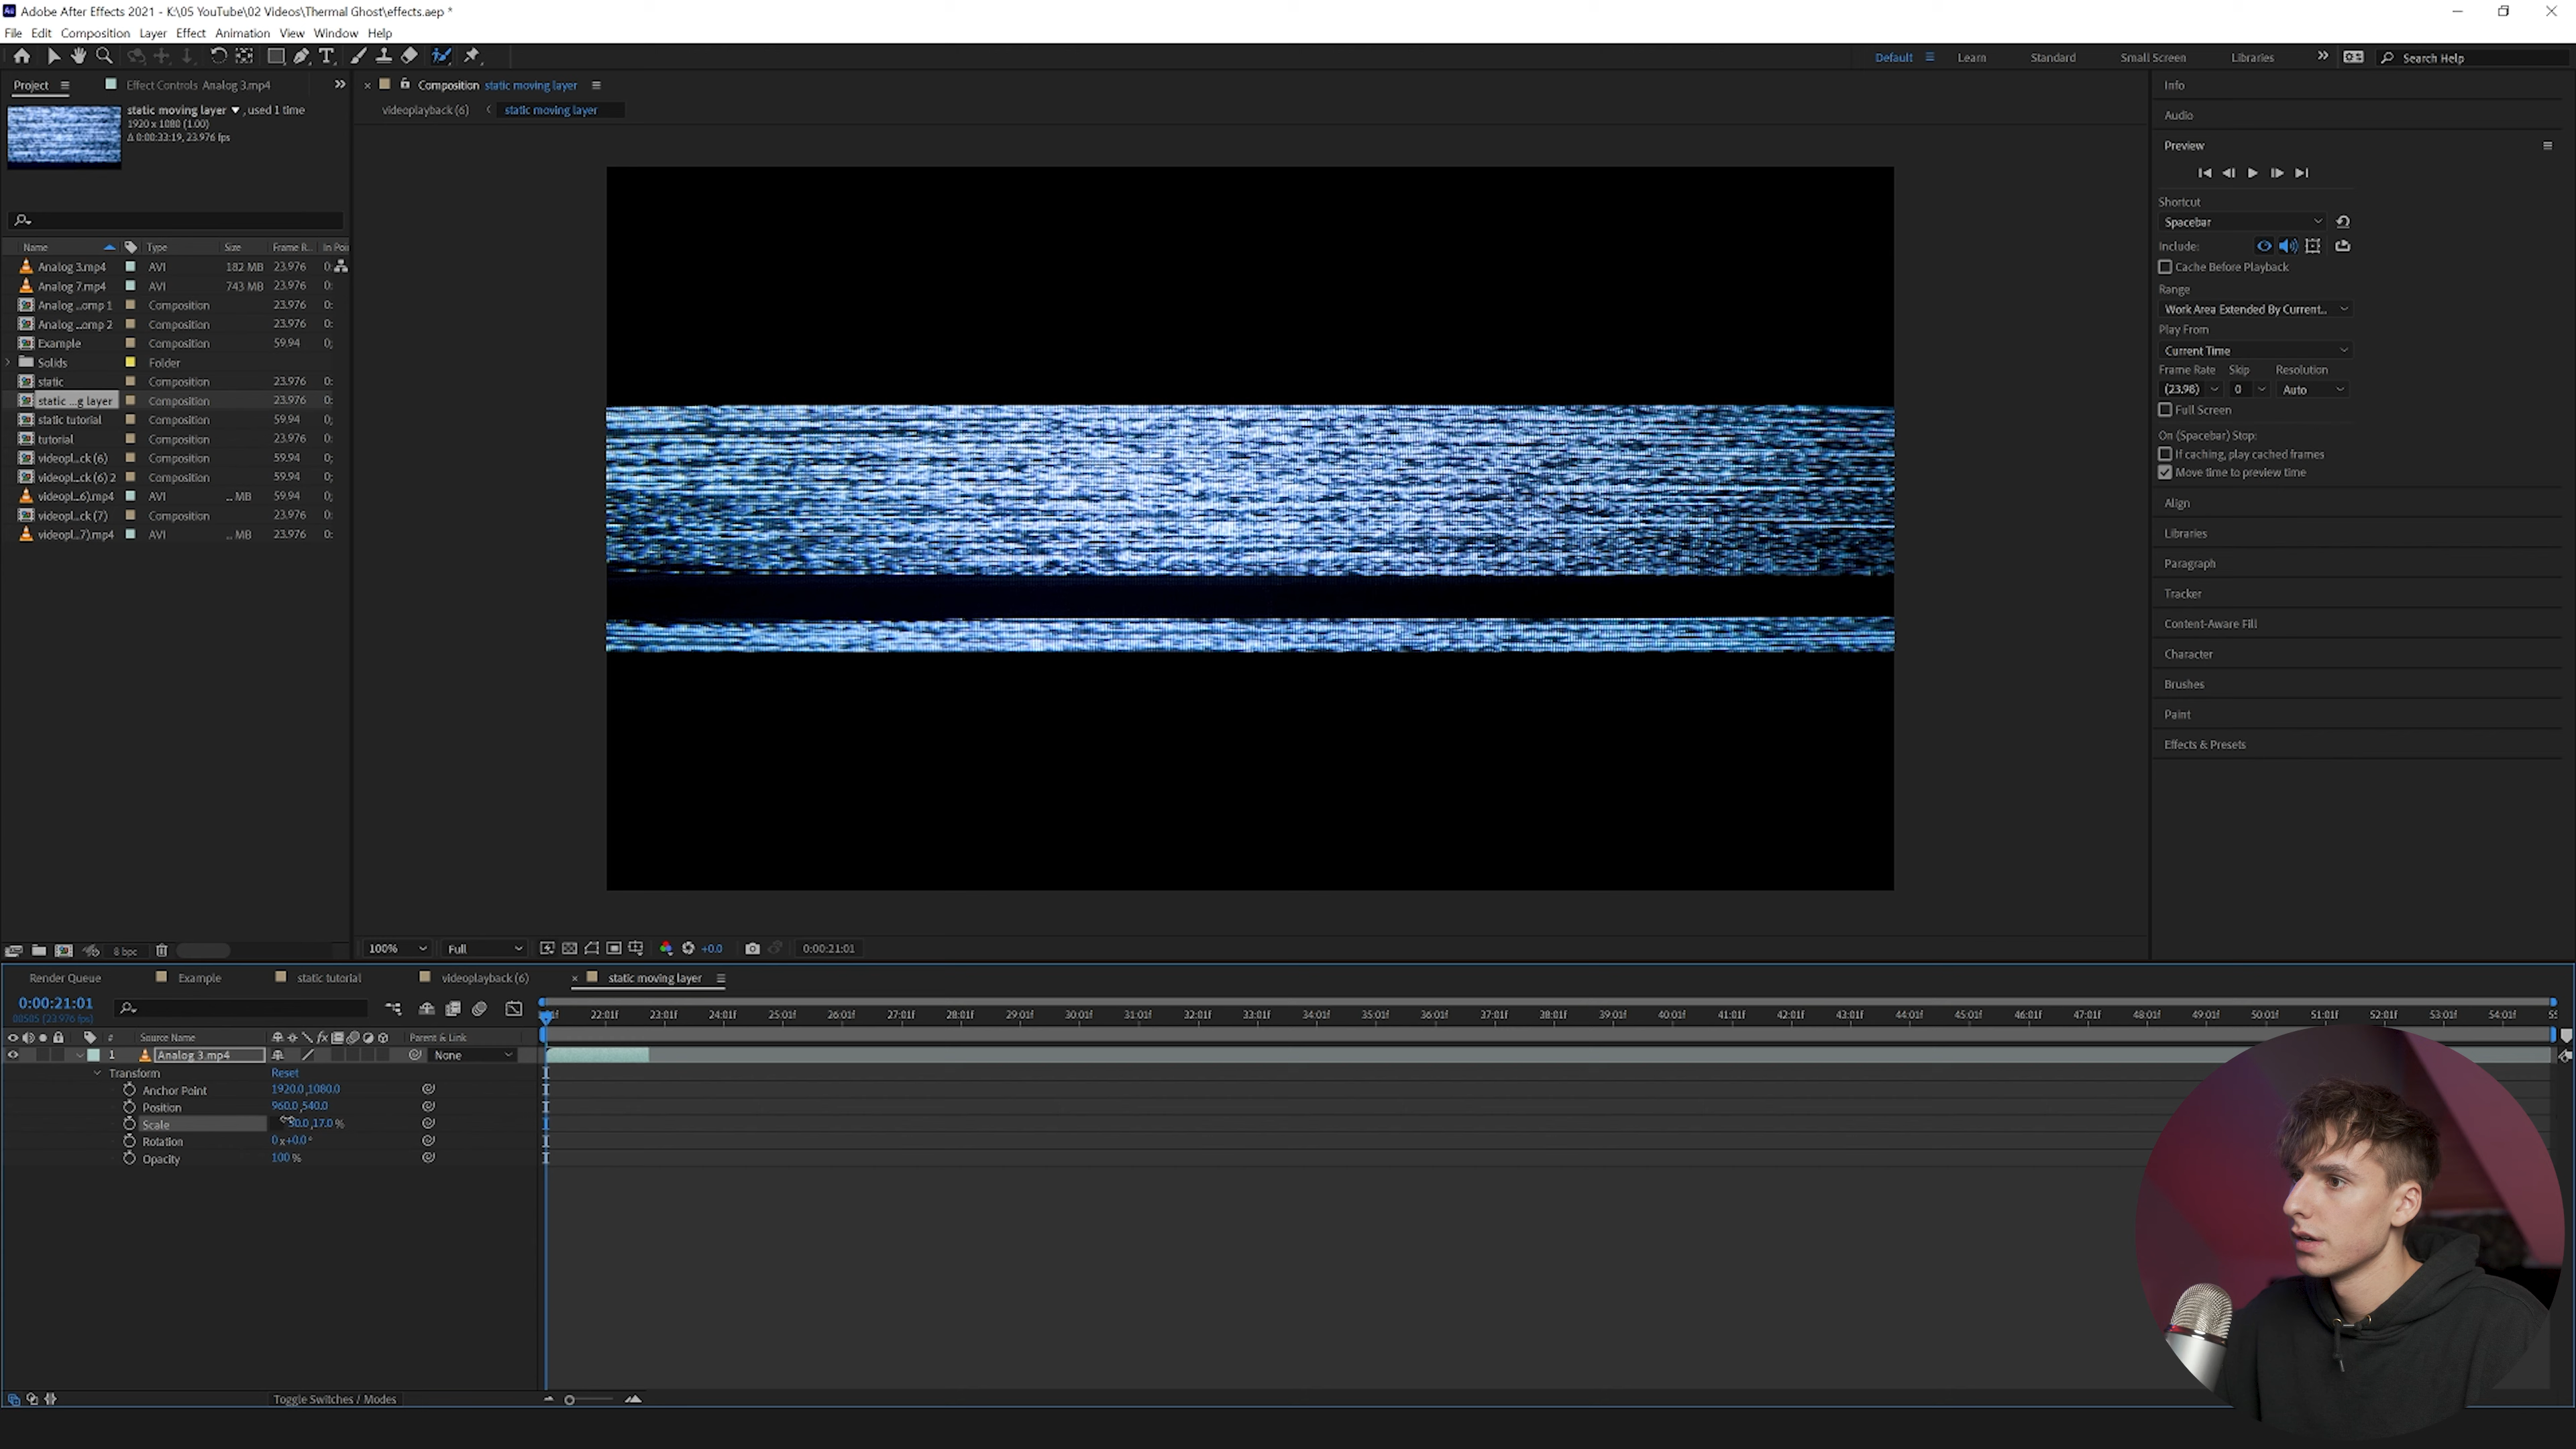 Adobe After Effects 2021 - K:\05 YouTube\02 Videos\Thermal Ghost\effects.aep *
File Edit Composition Layer Effect Animation View Window Help
Default Learn Standard Small Screen Libraries Search Help
Project Effect Controls Analog 3.mp4
static moving layer , used 1 time
1920 x 1080 (1.00)
Δ 0:00:33:19, 23.976 fps
Name Type Size Frame R... In Poi
Analog 3.mp4 AVI 182 MB 23.976 0:
Analog 7.mp4 AVI 743 MB 23.976 0:
Analog ...omp 1 Composition 23.976 0:
Analog ...omp 2 Composition 23.976 0:
Example Composition 59.94 0;
Solids Folder
static Composition 23.976 0:
static ...g layer Composition 23.976 0:
static tutorial Composition 59.94 0;
tutorial Composition 23.976 0:
videopl...ck (6) Composition 59.94 0;
videopl...ck (6) 2 Composition 59.94 0;
videopl...6).mp4 AVI ... MB 59.94 0;
videopl...ck (7) Composition 23.976 0:
videopl...7).mp4 AVI ... MB 23.976 0:
8 bpc
Composition static moving layer
videoplayback (6) static moving layer
100% Full +0.0 0:00:21:01
Info
Audio
Preview
Shortcut
Spacebar
Include:
Cache Before Playback
Range
Work Area Extended By Current...
Play From
Current Time
Frame Rate Skip Resolution
(23.98) 0 Auto
Full Screen
On (Spacebar) Stop:
If caching, play cached frames
Move time to preview time
Align
Libraries
Paragraph
Tracker
Content-Aware Fill
Character
Brushes
Paint
Effects & Presets
Render Queue Example static tutorial videoplayback (6) static moving layer
0:00:21:01
00505 (23.976 fps)
22:01f 23:01f 24:01f 25:01f 26:01f 27:01f 28:01f 29:01f 30:01f 31:01f 32:01f 33:01f 34:01f 35:01f 36:01f 37:01f 38:01f 39:01f 40:01f 41:01f 42:01f 43:01f 44:01f 45:01f 46:01f 47:01f 48:01f 49:01f 50:01f 51:01f 52:01f 53:01f 54:01f
# Source Name Parent & Link
1 Analog 3.mp4 None
Transform Reset
Anchor Point 1920.0,1080.0
Position 960.0,540.0
Scale 17.0 %
Rotation 0 x+0.0°
Opacity 100 %
Toggle Switches / Modes